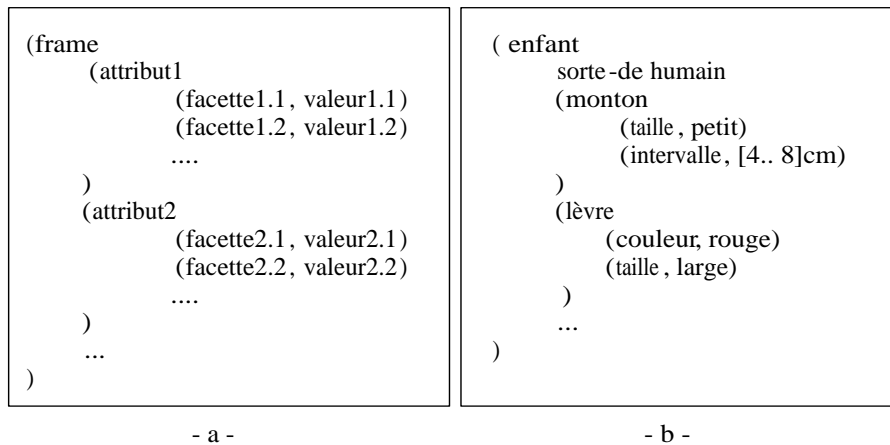 (frame
(attribut1
(facette1.1, valeur1.1)
(facette1.2, valeur1.2)
....
)
(attribut2
(facette2.1, valeur2.1)
(facette2.2, valeur2.2)
....
)
...
)
- a -
( enfant
sorte-de humain
(monton
(taille , petit)
(intervalle, [4.. 8]cm)
)
(lèvre
(couleur, rouge)
(taille , large)
)
...
)
- b -